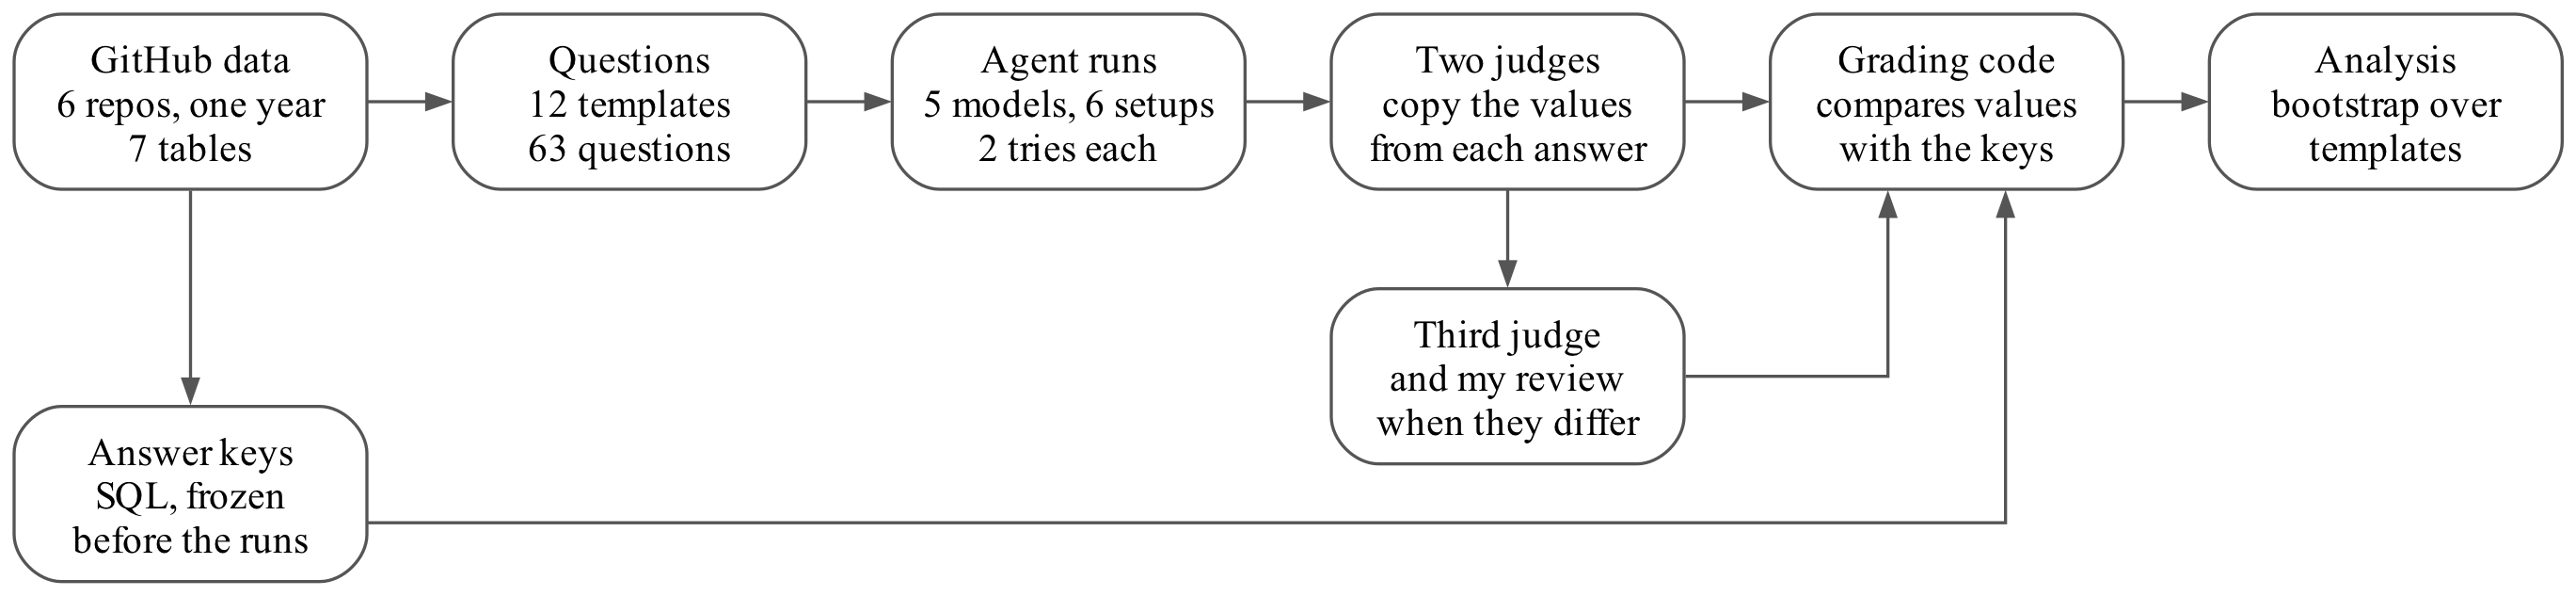 GitHub data
6 repos, one year
7 tables
Questions
12 templates
63 questions
Agent runs
5 models, 6 setups
2 tries each
Two judges
copy the values
from each answer
Grading code
compares values
with the keys
Analysis
bootstrap over
templates
Third judge
and my review
when they differ
Answer keys
SQL, frozen
before the runs